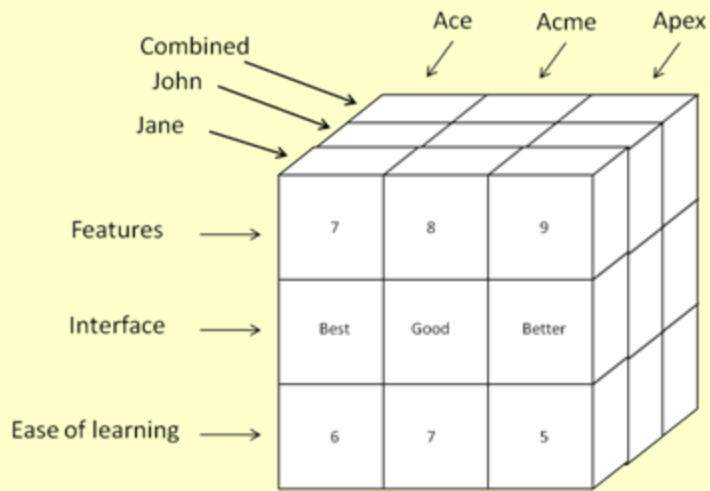 Ace Acme Apex
Combined
John
Jane
Features 7 8 9
Interface Best Good Better
Ease of learning 6 7 5